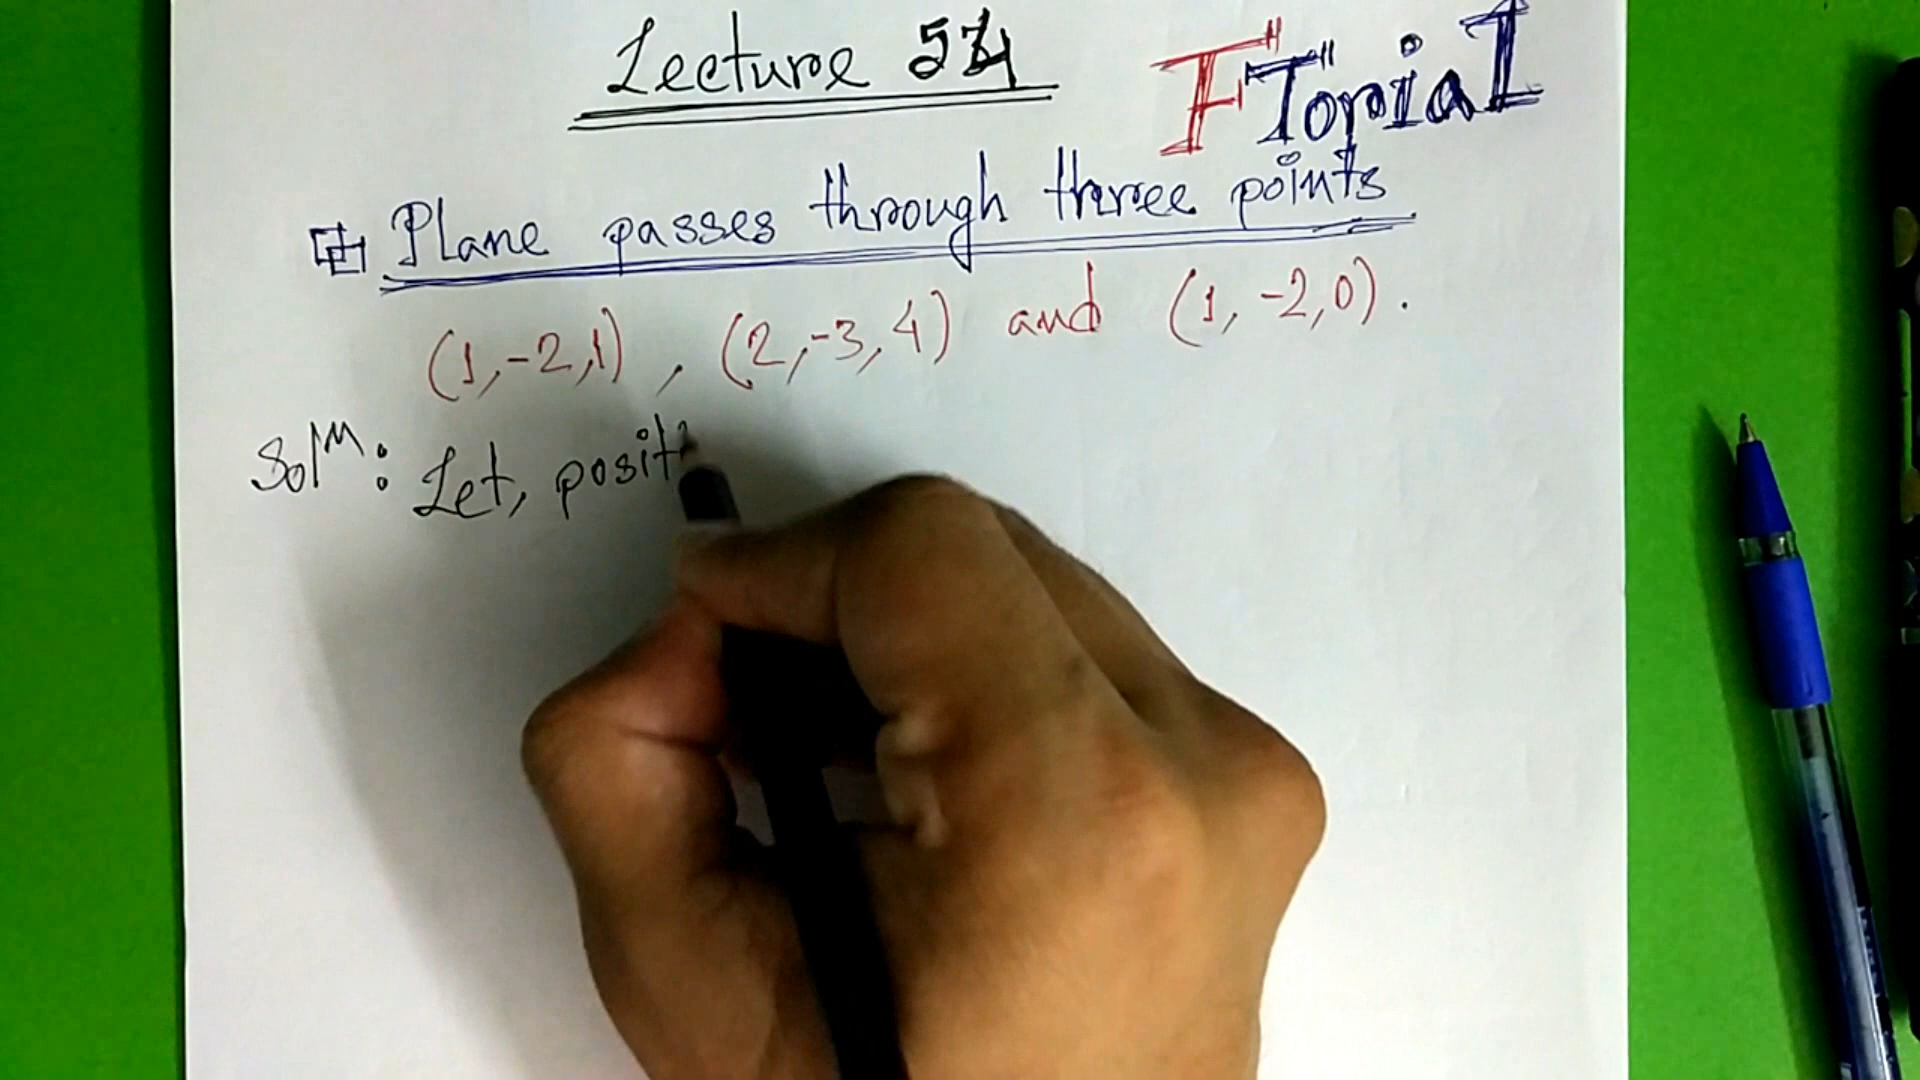 Lecture 54
FTopiaL
Plane passes through three points
(1,-2,1) , (2,-3,4) and (1,-2,0).
Solⁿ: Let, posit